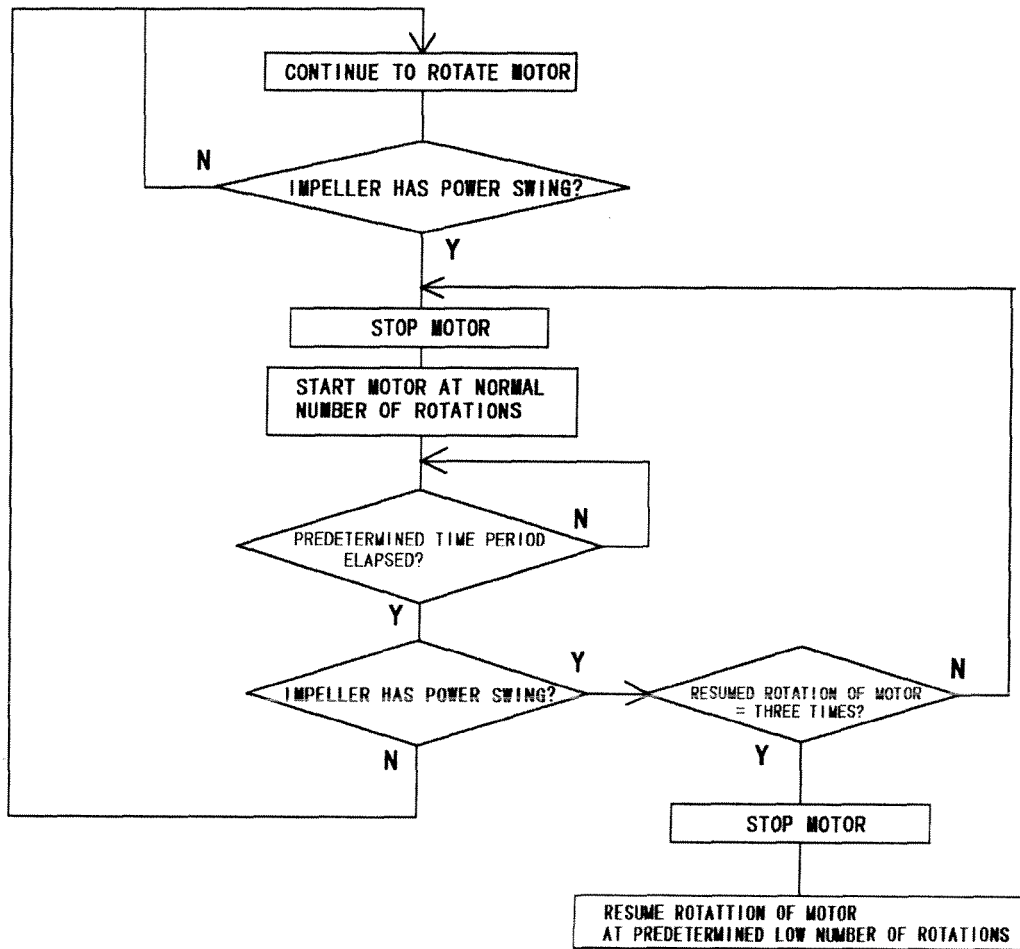 CONTINUE TO ROTATE MOTOR
N
IMPELLER HAS POWER SWING?
Y
STOP MOTOR
START MOTOR AT NORMAL
NUMBER OF ROTATIONS
N
PREDETERMINED TIME PERIOD
ELAPSED?
Y
Y
N
IMPELLER HAS POWER SWING?
RESUMED ROTATION OF MOTOR
= THREE TIMES?
N
Y
STOP MOTOR
RESUME ROTATTION OF MOTOR
AT PREDETERMINED LOW NUMBER OF ROTATIONS